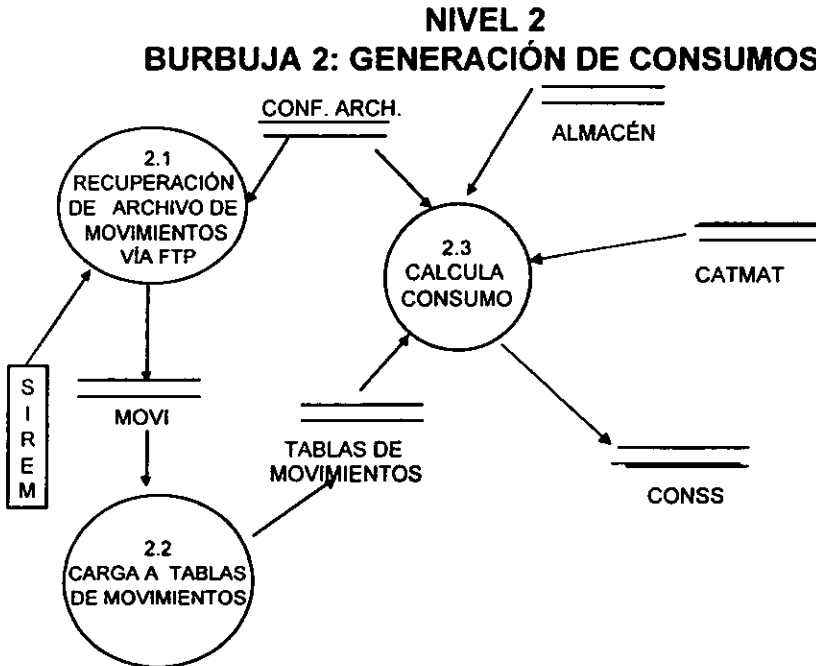 NIVEL 2
BURBUJA 2: GENERACIÓN DE CONSUMOS
CONF. ARCH.
ALMACÉN
2.1
RECUPERACIÓN
DE ARCHIVO DE
MOVIMIENTOS
VÍA FTP
2.3
CALCULA
CONSUMO
CATMAT
S
I
R
E
M
MOVI
TABLAS DE
MOVIMIENTOS
CONSS
2.2
CARGA A TABLAS
DE MOVIMIENTOS